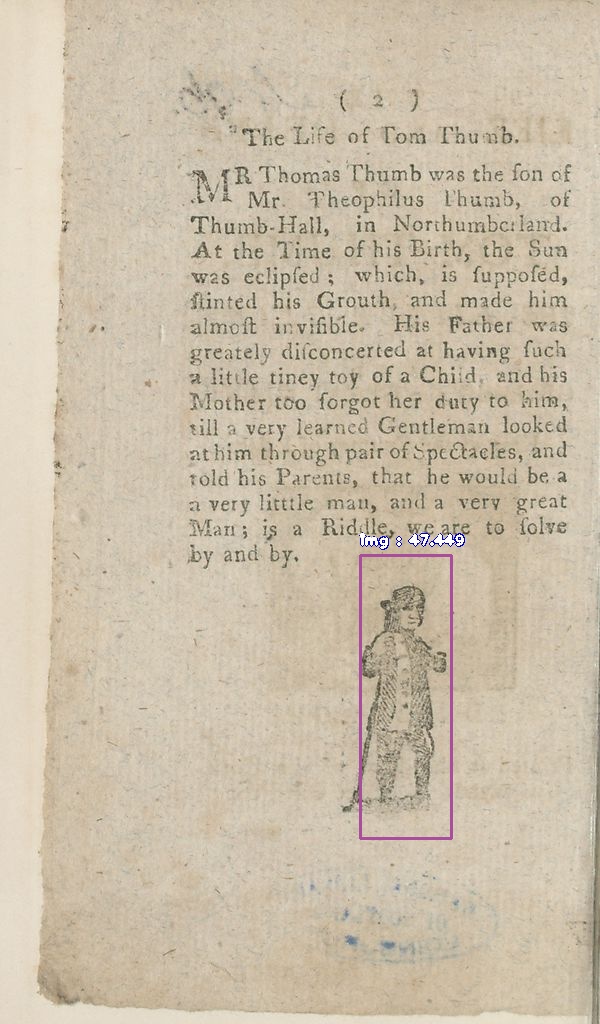 ( 2 )
The Life of Tom Thumb.
MR Thomas Thumb was the ſon of
Mr. Theophilus Thumb, of
Thumb-Hall, in Northumberland.
At the Time of his Birth, the Sun
was eclipſed ; which, is ſuppoſed,
ſtinted his Grouth, and made him
almoſt inviſible. His Father was
greately diſconcerted at having ſuch
a little tiney toy of a Child, and his
Mother too forgot her duty to him,
till a very learned Gentleman looked
at him through pair of Spectacles, and
told his Parents, that he would be a
a very litttle man, and a very great
Man ; is a Riddle, we are to ſolve
by and by.
Img : 47.449